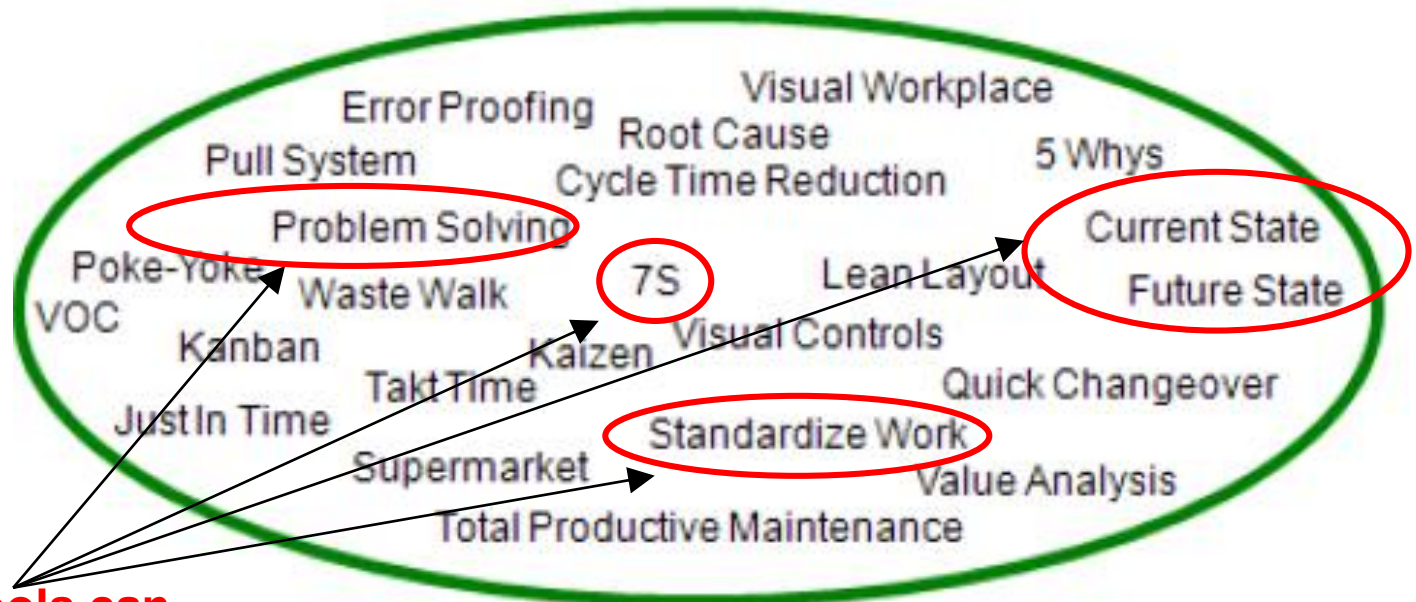 Visual Workplace
Error Proofing
Root Cause
Pull System
5 Whys
Cycle Time Reduction
Problem Solving
Current State
Poke-Yoke
7S
Lean Layout
Waste Walk
Future State
VOC
Kanban
Kaizen
Visual Controls
Takt Time
Quick Changeover
Just In Time
Standardize Work
Supermarket
Value Analysis
Total Productive Maintenance